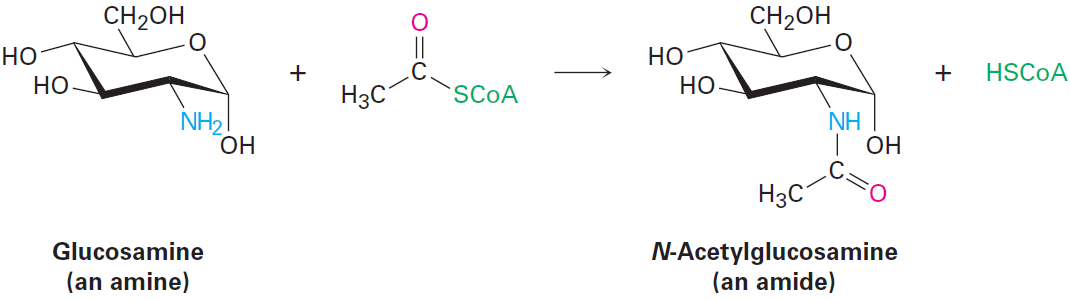 CH₂OH
O
HO
HO
NH₂
OH
+
O
C
H₃C
SCoA
CH₂OH
O
HO
HO
NH
OH
C
H₃C
O
+
HSCoA
Glucosamine
(an amine)
N-Acetylglucosamine
(an amide)